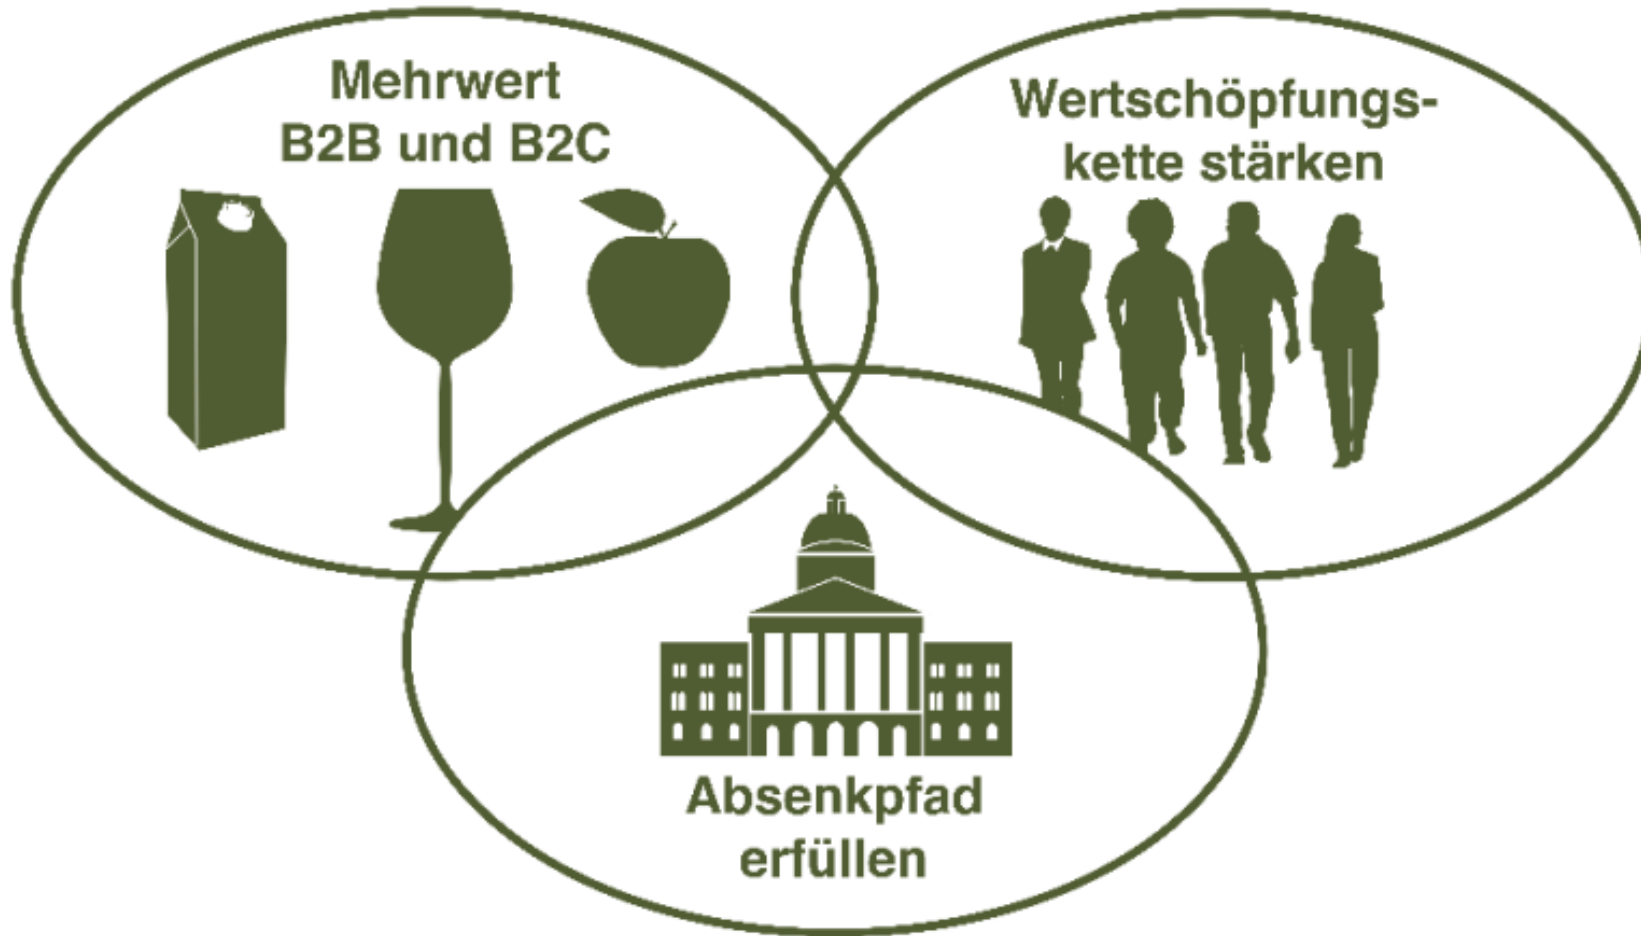 Mehrwert
B2B und B2C
Wertschöpfungs-
kette stärken
Absenkpfad
erfüllen